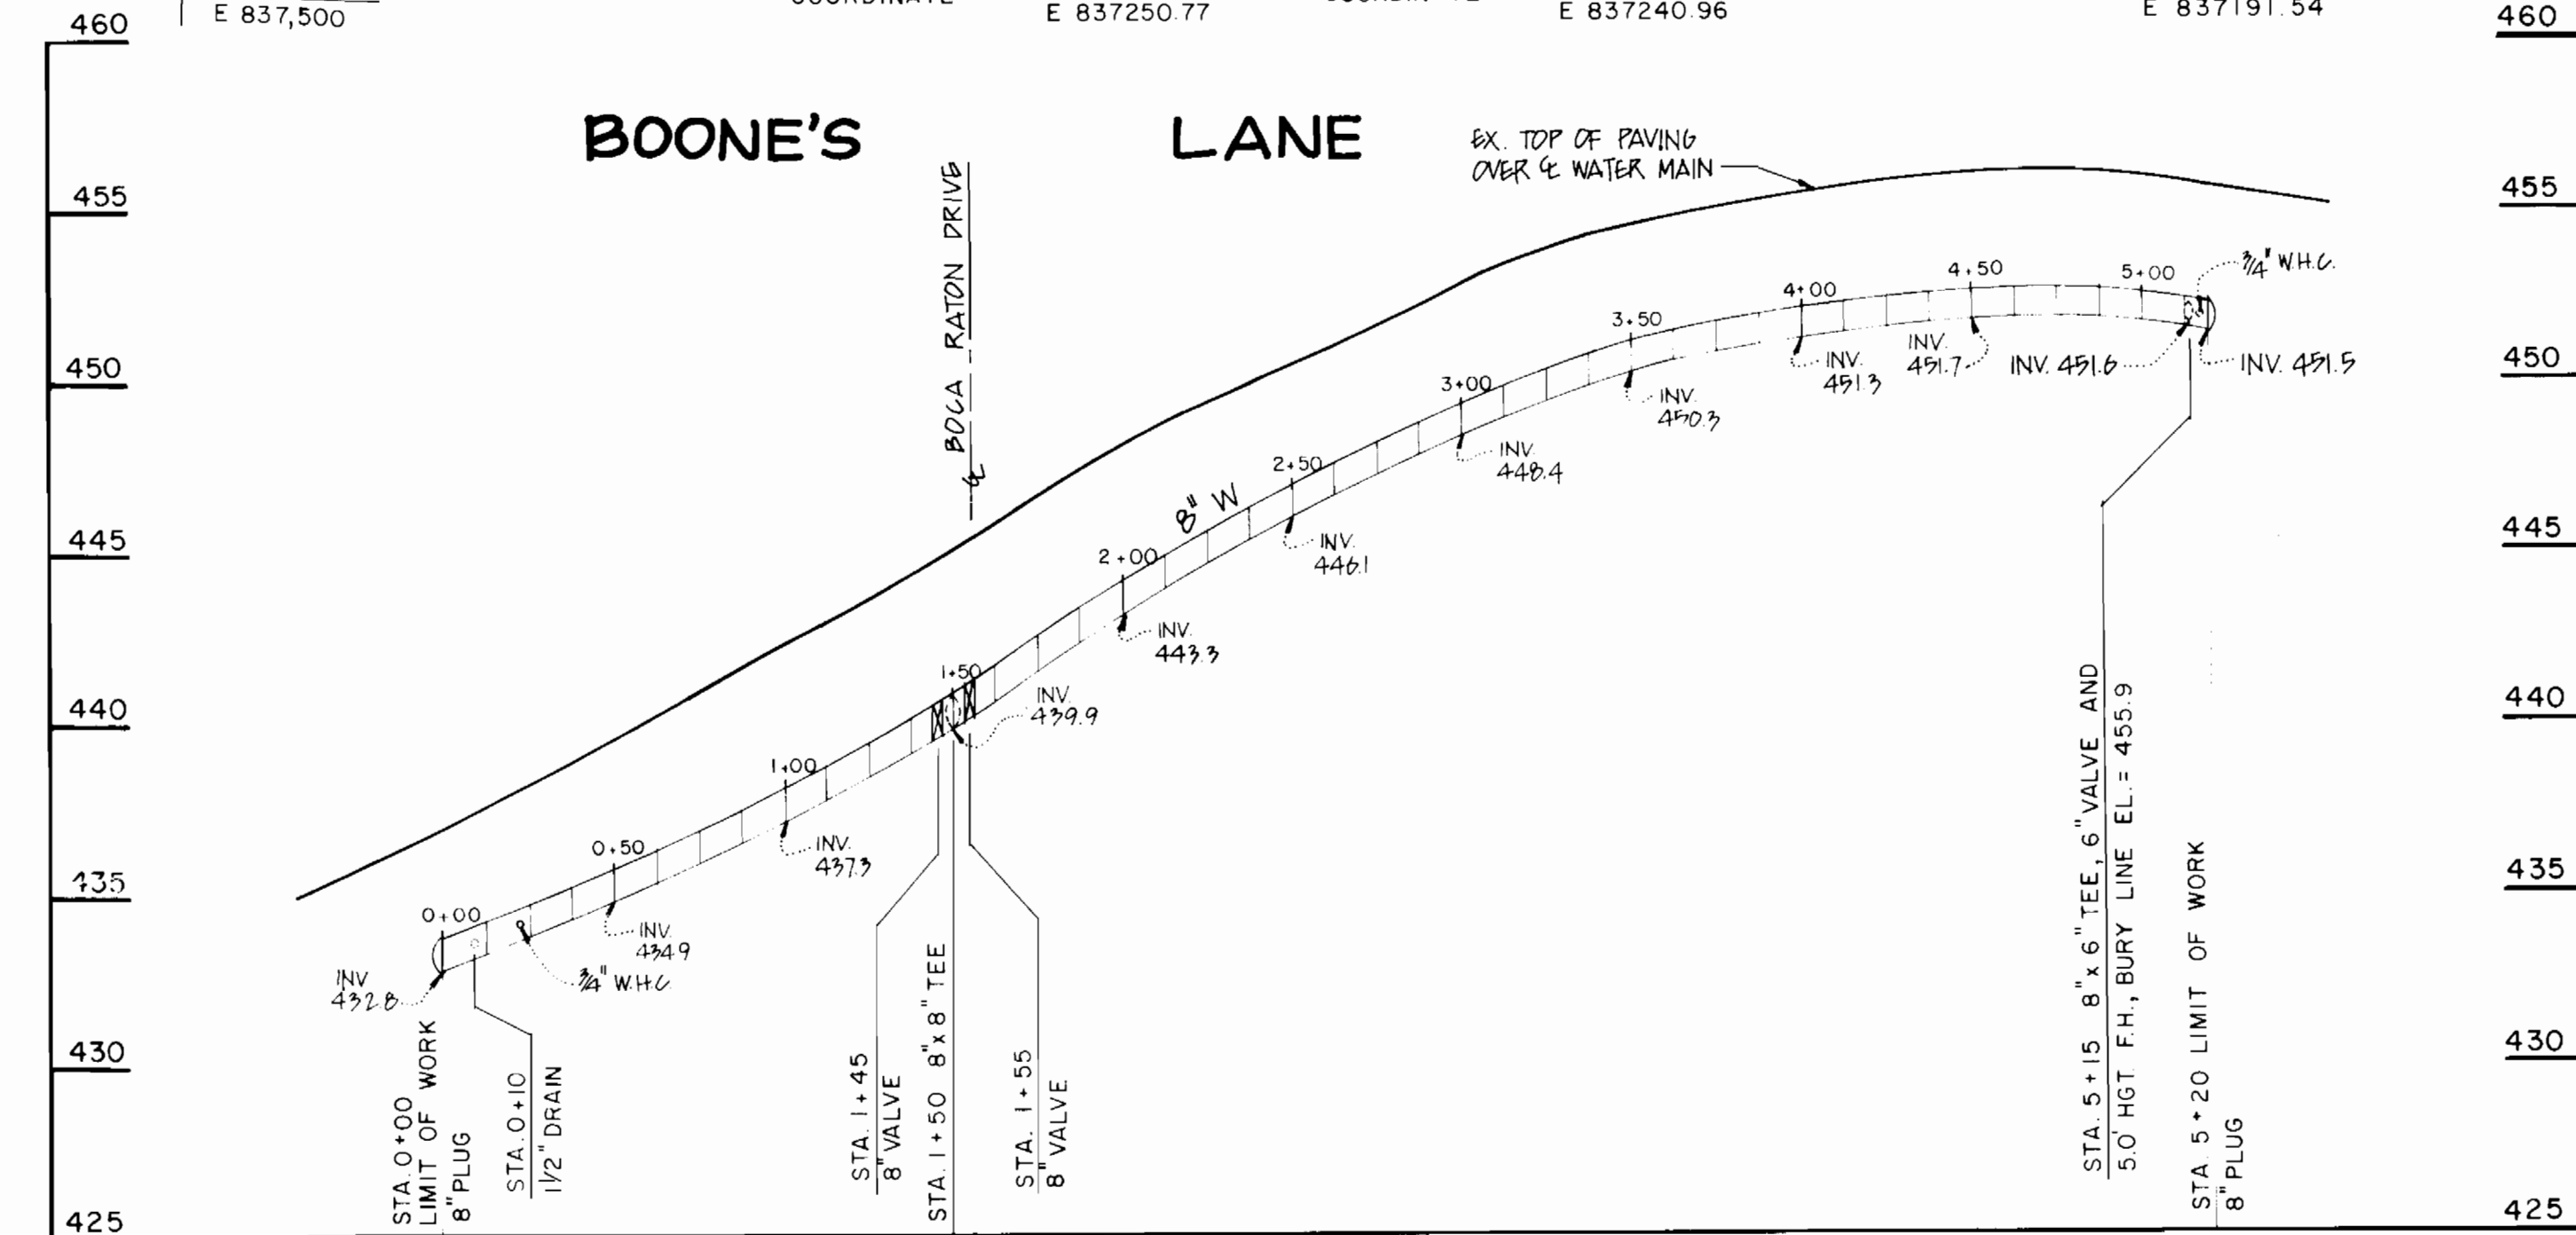 E 837,500
E 837250.77
E 837240.96
E 837191.54
460
460
BOONE'S LANE
EX. TOP OF PAVING
OVER ℄ WATER MAIN
BOCA RATON DRIVE
℄
455
455
450
450
445
445
440
440
435
435
430
430
425
425
0+00
0+50
1+00
1+50
2+00
2+50
3+00
3+50
4+00
4+50
5+00
8" W
3/4" W.H.C.
INV
432.8
INV.
434.9
3/4" W.H.C.
INV.
437.3
INV.
439.9
INV.
443.3
INV.
446.1
INV.
448.4
INV.
450.3
INV.
451.3
INV.
451.7
INV. 451.6
INV. 451.5
STA. 0+00
LIMIT OF WORK
8" PLUG
STA. 0+10
1 1/2" DRAIN
STA. 1+45
8" VALVE
STA. 1+50 8"x8" TEE
STA. 1+55
8" VALVE
STA. 5+15 8"x6" TEE, 6" VALVE AND
5.0' HGT. F.H., BURY LINE EL. = 455.9
STA. 5+20 LIMIT OF WORK
8" PLUG